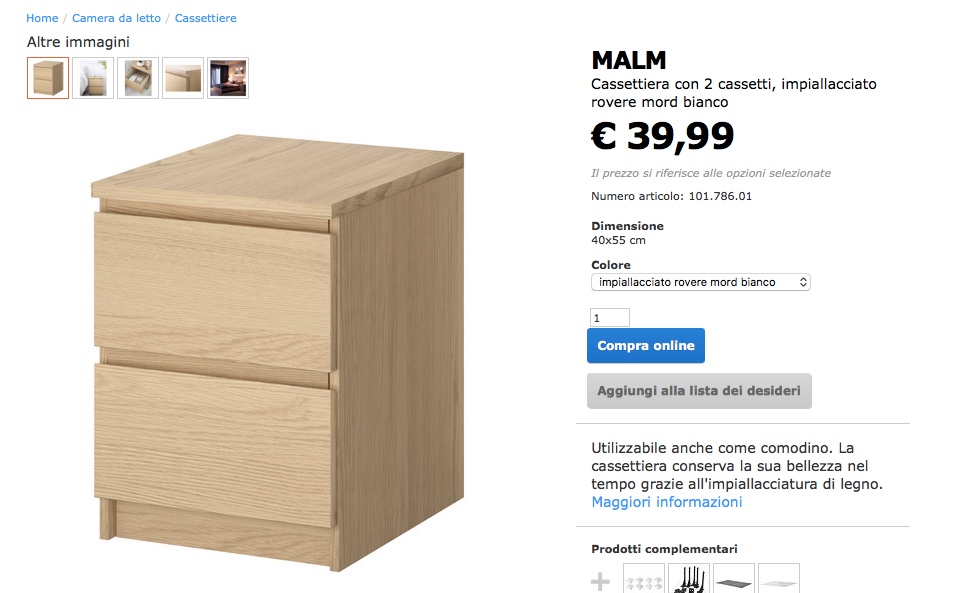 Home / Camera da letto / Cassettiere
Altre immagini
MALM
Cassettiera con 2 cassetti, impiallacciato
rovere mord bianco
€ 39,99
Il prezzo si riferisce alle opzioni selezionate
Numero articolo: 101.786.01
Dimensione
40x55 cm
Colore
impiallacciato rovere mord bianco
1
Compra online
Aggiungi alla lista dei desideri
Utilizzabile anche come comodino. La
cassettiera conserva la sua bellezza nel
tempo grazie all'impiallacciatura di legno.
Maggiori informazioni
Prodotti complementari